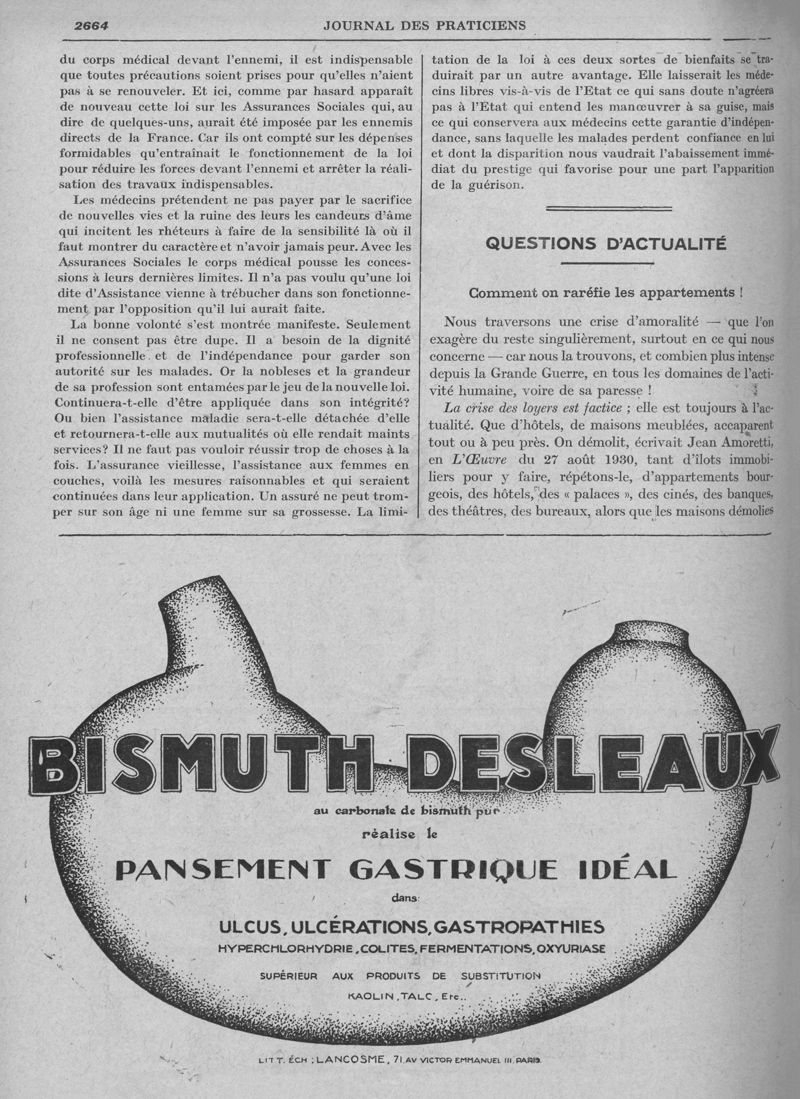 2664
JOURNAL DES PRATICIENS
du corps médical devant l'ennemi, il est indispensable
que toutes précautions soient prises pour qu'elles n'aient
pas à se renouveler. Et ici, comme par hasard apparaît
de nouveau cette loi sur les Assurances Sociales qui, au
dire de quelques-uns, aurait été imposée par les ennemis
directs de la France. Car ils ont compté sur les dépenses
formidables qu'entraînait le fonctionnement de la loi
pour réduire les forces devant l'ennemi et arrêter la réali-
sation des travaux indispensables.
Les médecins prétendent ne pas payer par le sacrifice
de nouvelles vies et la ruine des leurs les candeurs d'âme
qui incitent les rhéteurs à faire de la sensibilité là où il
faut montrer du caractère et n'avoir jamais peur. Avec les
Assurances Sociales le corps médical pousse les conces-
sions à leurs dernières limites. Il n'a pas voulu qu'une loi
dite d'Assistance vienne à trébucher dans son fonctionne-
ment par l'opposition qu'il lui aurait faite.
La bonne volonté s'est montrée manifeste. Seulement
il ne consent pas être dupe. Il a besoin de la dignité
professionnelle et de l'indépendance pour garder son
autorité sur les malades. Or la nobleses et la grandeur
de sa profession sont entamées par le jeu de la nouvelle loi.
Continuera-t-elle d'être appliquée dans son intégrité?
Ou bien l'assistance maladie sera-t-elle détachée d'elle
et retournera-t-elle aux mutualités où elle rendait maints
services? Il ne faut pas vouloir réussir trop de choses à la
fois. L'assurance vieillesse, l'assistance aux femmes en
couches, voilà les mesures raisonnables et qui seraient
continuées dans leur application. Un assuré ne peut trom-
per sur son âge ni une femme sur sa grossesse. La limi-
tation de la loi à ces deux sortes de bienfaits se tra-
duirait par un autre avantage. Elle laisserait les méde-
cins libres vis-à-vis de l'Etat ce qui sans doute n'agréera
pas à l'Etat qui entend les manœuvrer à sa guise, mais
ce qui conservera aux médecins cette garantie d'indépen-
dance, sans laquelle les malades perdent confiance en lui
et dont la disparition nous vaudrait l'abaissement immé-
diat du prestige qui favorise pour une part l'apparition
de la guérison.
QUESTIONS D'ACTUALITÉ
Comment on raréfie les appartements !
Nous traversons une crise d'amoralité — que l'on
exagère du reste singulièrement, surtout en ce qui nous
concerne — car nous la trouvons, et combien plus intense
depuis la Grande Guerre, en tous les domaines de l'acti-
vité humaine, voire de sa paresse !
La crise des loyers est factice ; elle est toujours à l'ac-
tualité. Que d'hôtels, de maisons meublées, accaparent
tout ou à peu près. On démolit, écrivait Jean Amoretti,
en L'Œuvre du 27 août 1930, tant d'îlots immobi-
liers pour y faire, répétons-le, d'appartements bour-
geois, des hôtels, des « palaces », des cinés, des banques,
des théâtres, des bureaux, alors que les maisons démolies
BISMUTH DESLEAUX
au carbonate de bismuth pur
réalise le
PANSEMENT GASTRIQUE IDÉAL
dans
ULCUS, ULCÉRATIONS, GASTROPATHIES
HYPERCHLORHYDRIE, COLITES, FERMENTATIONS, OXYURIASE
SUPÉRIEUR AUX PRODUITS DE SUBSTITUTION
KAOLIN, TALC, Etc..
LITT. ÉCH : LANCOSME, 71 AV VICTOR EMMANUEL III. PARIS.